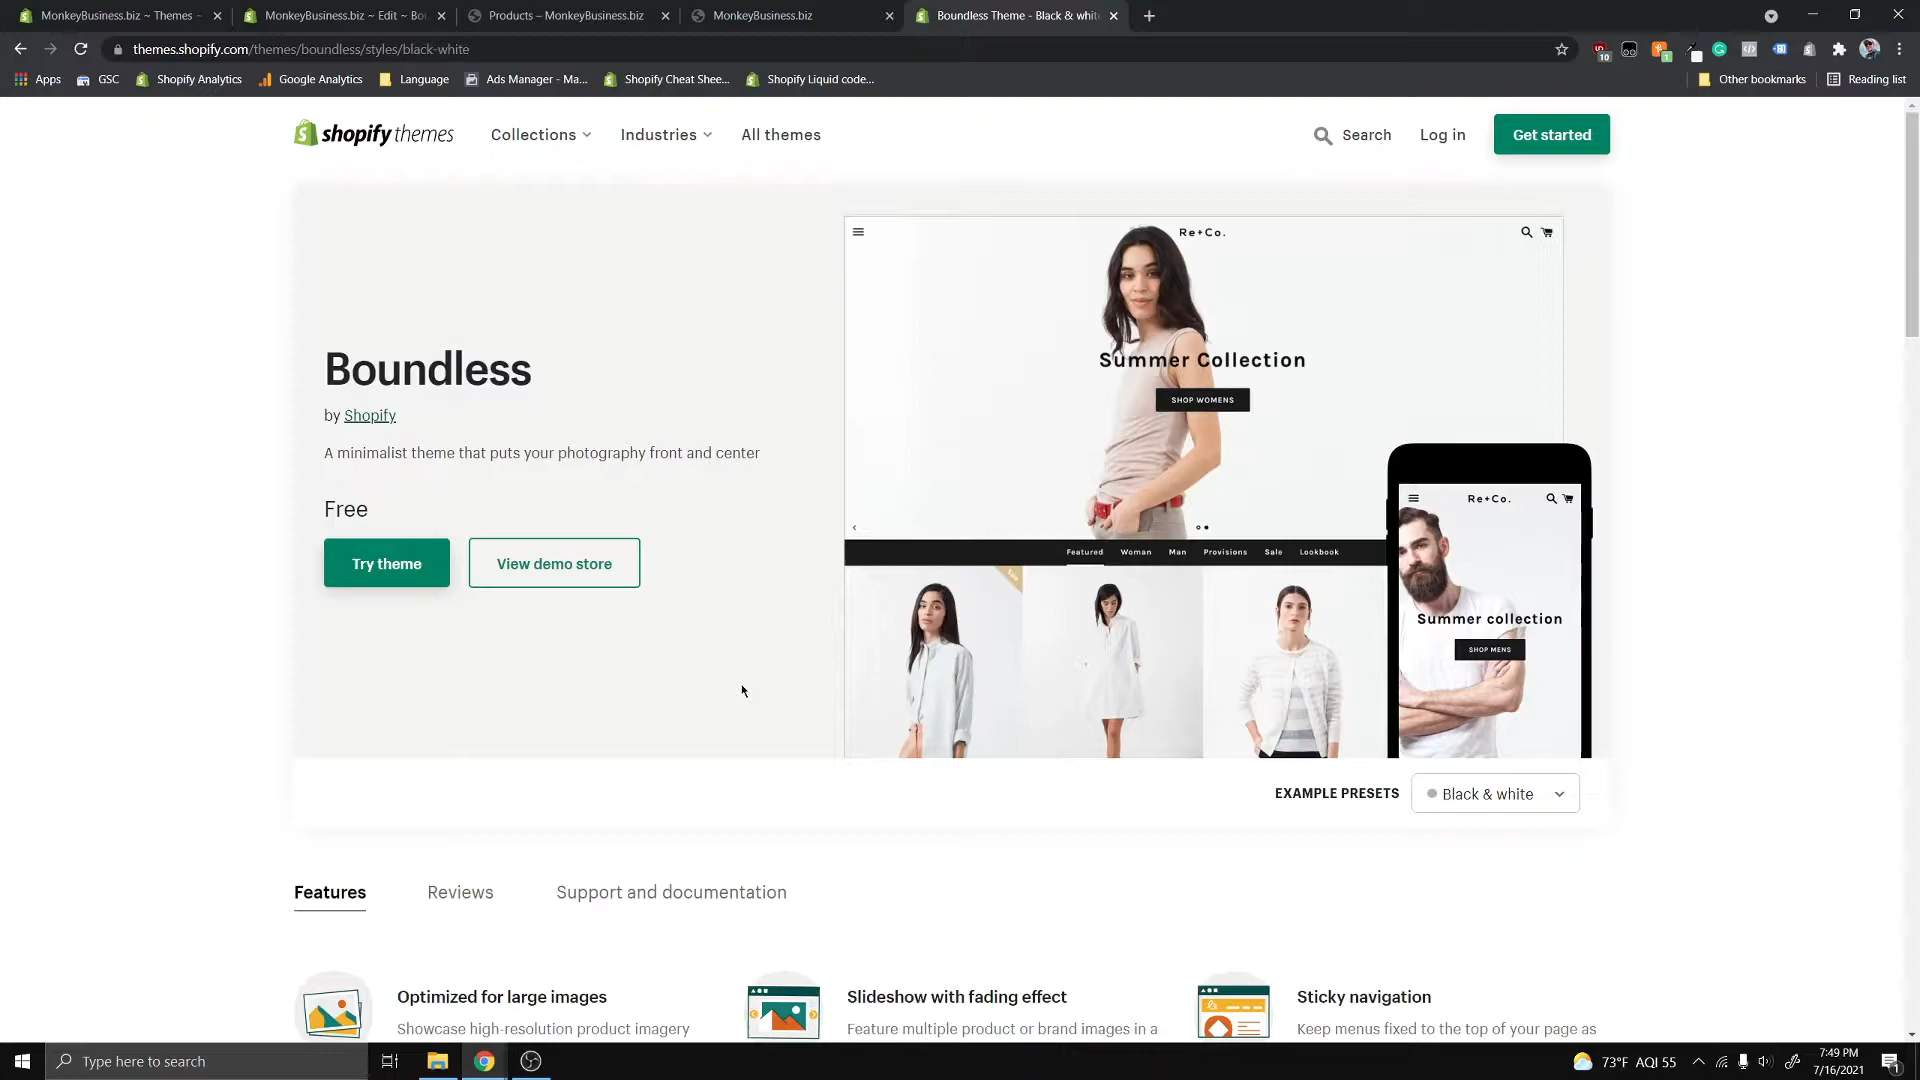 MonkeyBusiness.biz ~ Themes ~
MonkeyBusiness.biz ~ Edit ~ Bou
Products – MonkeyBusiness.biz
MonkeyBusiness.biz
Boundless Theme - Black & white
themes.shopify.com/themes/boundless/styles/black-white
10
1
Apps
GSC
Shopify Analytics
Google Analytics
Language
Ads Manager - Ma...
Shopify Cheat Shee...
Shopify Liquid code...
Other bookmarks
Reading list
shopify themes
Collections
Industries
All themes
Search
Log in
Get started
Boundless
by Shopify
A minimalist theme that puts your photography front and center
Free
Try theme
View demo store
Re+Co.
Summer Collection
SHOP WOMENS
Featured
Woman
Man
Provisions
Sale
Lookbook
Sale
Re+Co.
Summer collection
SHOP MENS
EXAMPLE PRESETS
Black & white
Features
Reviews
Support and documentation
Optimized for large images
Showcase high-resolution product imagery
Slideshow with fading effect
Feature multiple product or brand images in a
Sticky navigation
Keep menus fixed to the top of your page as
Type here to search
73°F AQI 55
7:49 PM
7/16/2021
1